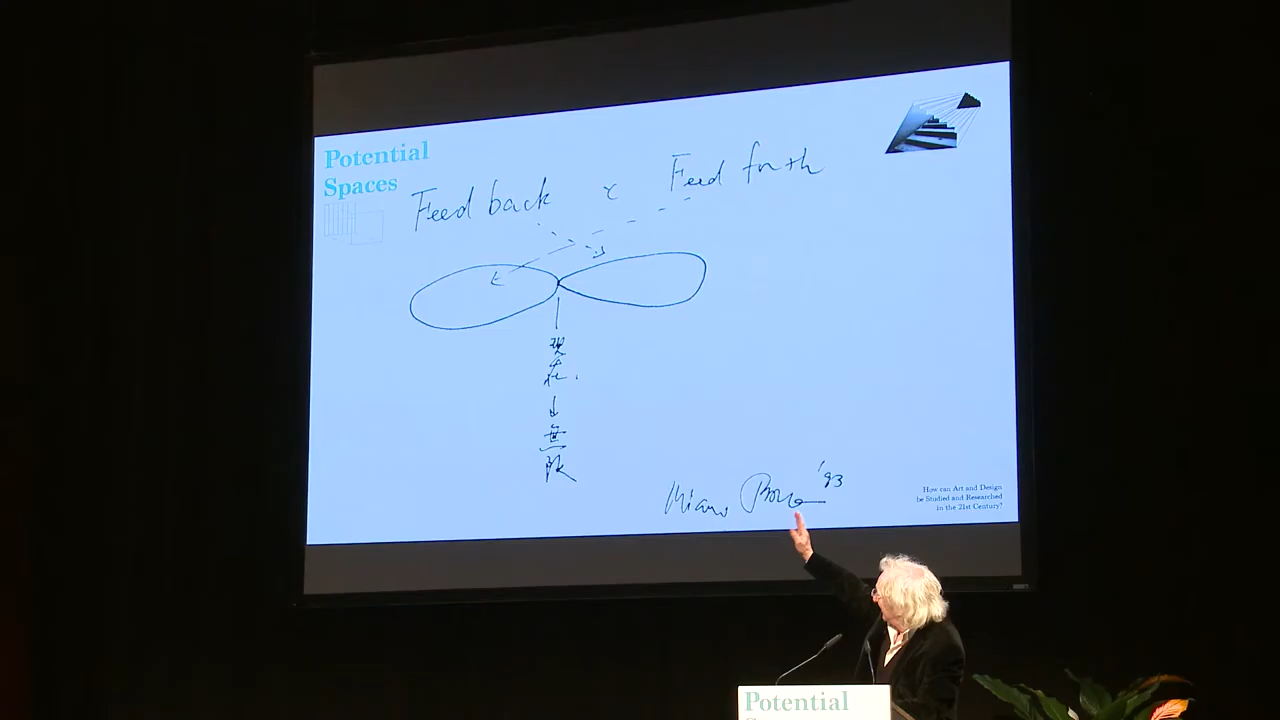 Potential
Spaces
Feed back
Feed forth
現
在
無
限
'93
How can Art and Design
be Studied and Researched
in the 21st Century?
Potential